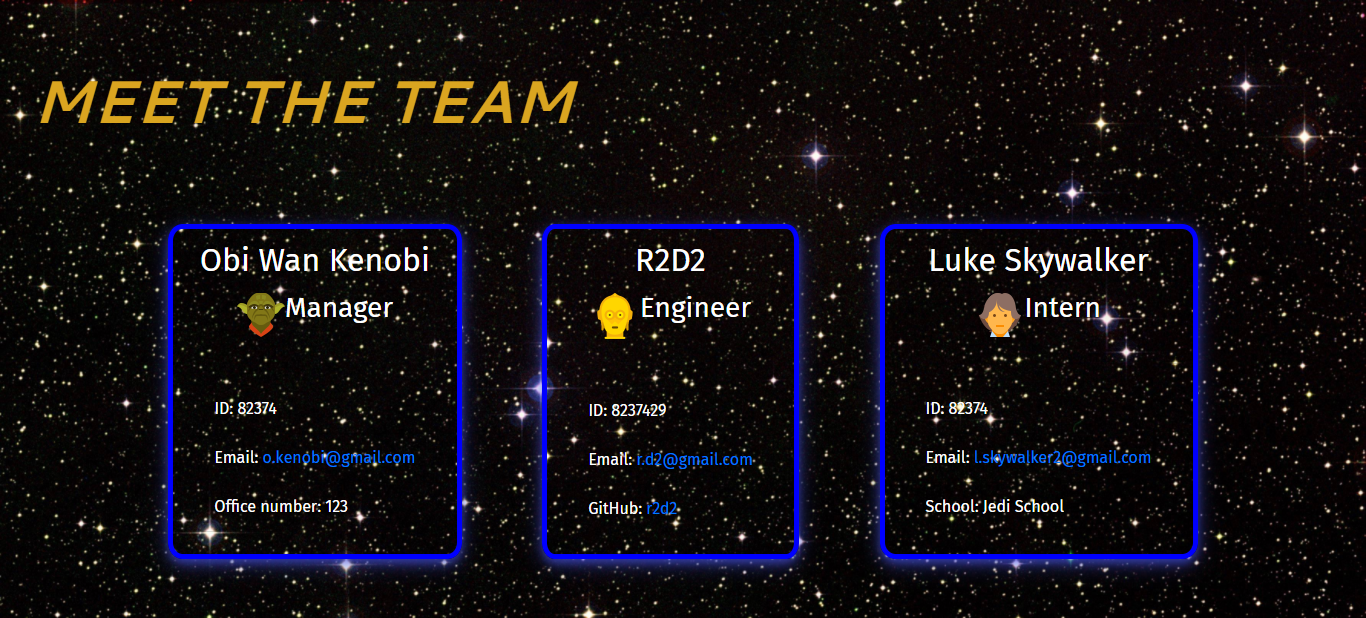 MEET THE TEAM
Obi Wan Kenobi
Manager
ID: 82374
Email: o.kenobi@gmail.com
Office number: 123
R2D2
Engineer
ID: 8237429
Email: r.d2@gmail.com
GitHub: r2d2
Luke Skywalker
Intern
ID: 82374
Email: l.skywalker2@gmail.com
School: Jedi School